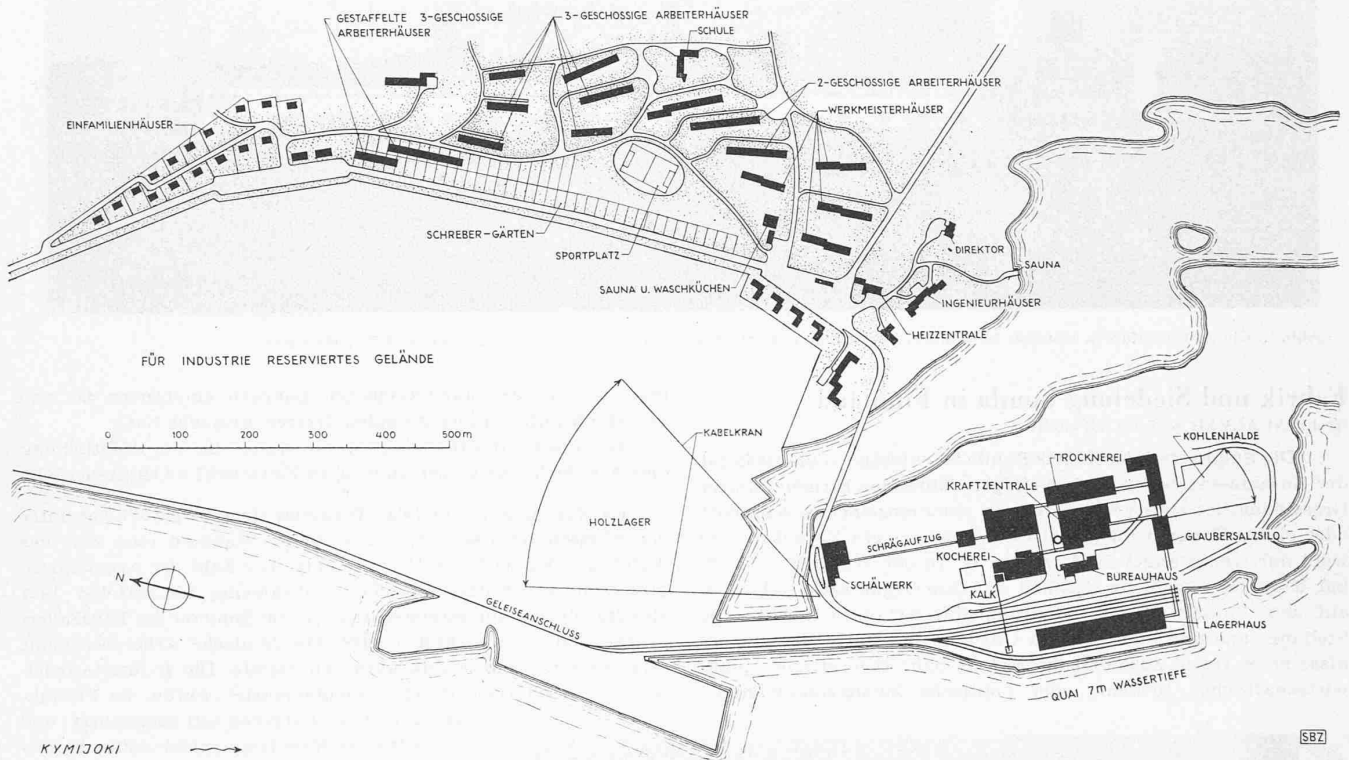 GESTAFFELTE 3-GESCHOSSIGE
ARBEITERHÄUSER
3-GESCHOSSIGE ARBEITERHÄUSER
SCHULE
2-GESCHOSSIGE ARBEITERHÄUSER
WERKMEISTERHÄUSER
EINFAMILIENHÄUSER
SCHREBER-GÄRTEN
SPORTPLATZ
SAUNA U. WASCHKÜCHEN
DIREKTOR
SAUNA
INGENIEURHÄUSER
HEIZZENTRALE
FÜR INDUSTRIE RESERVIERTES GELÄNDE
0 100 200 300 400 500m
KABELKRAN
HOLZLAGER
KOHLENHALDE
TROCKNEREI
KRAFTZENTRALE
SCHRÄGAUFZUG
GLAUBERSALZSILO
KOCHEREI
SCHÄLWERK
BUREAUHAUS
KALK
LAGERHAUS
N
GELEISEANSCHLUSS
QUAI 7m WASSERTIEFE
KYMIJOKI
SBZ